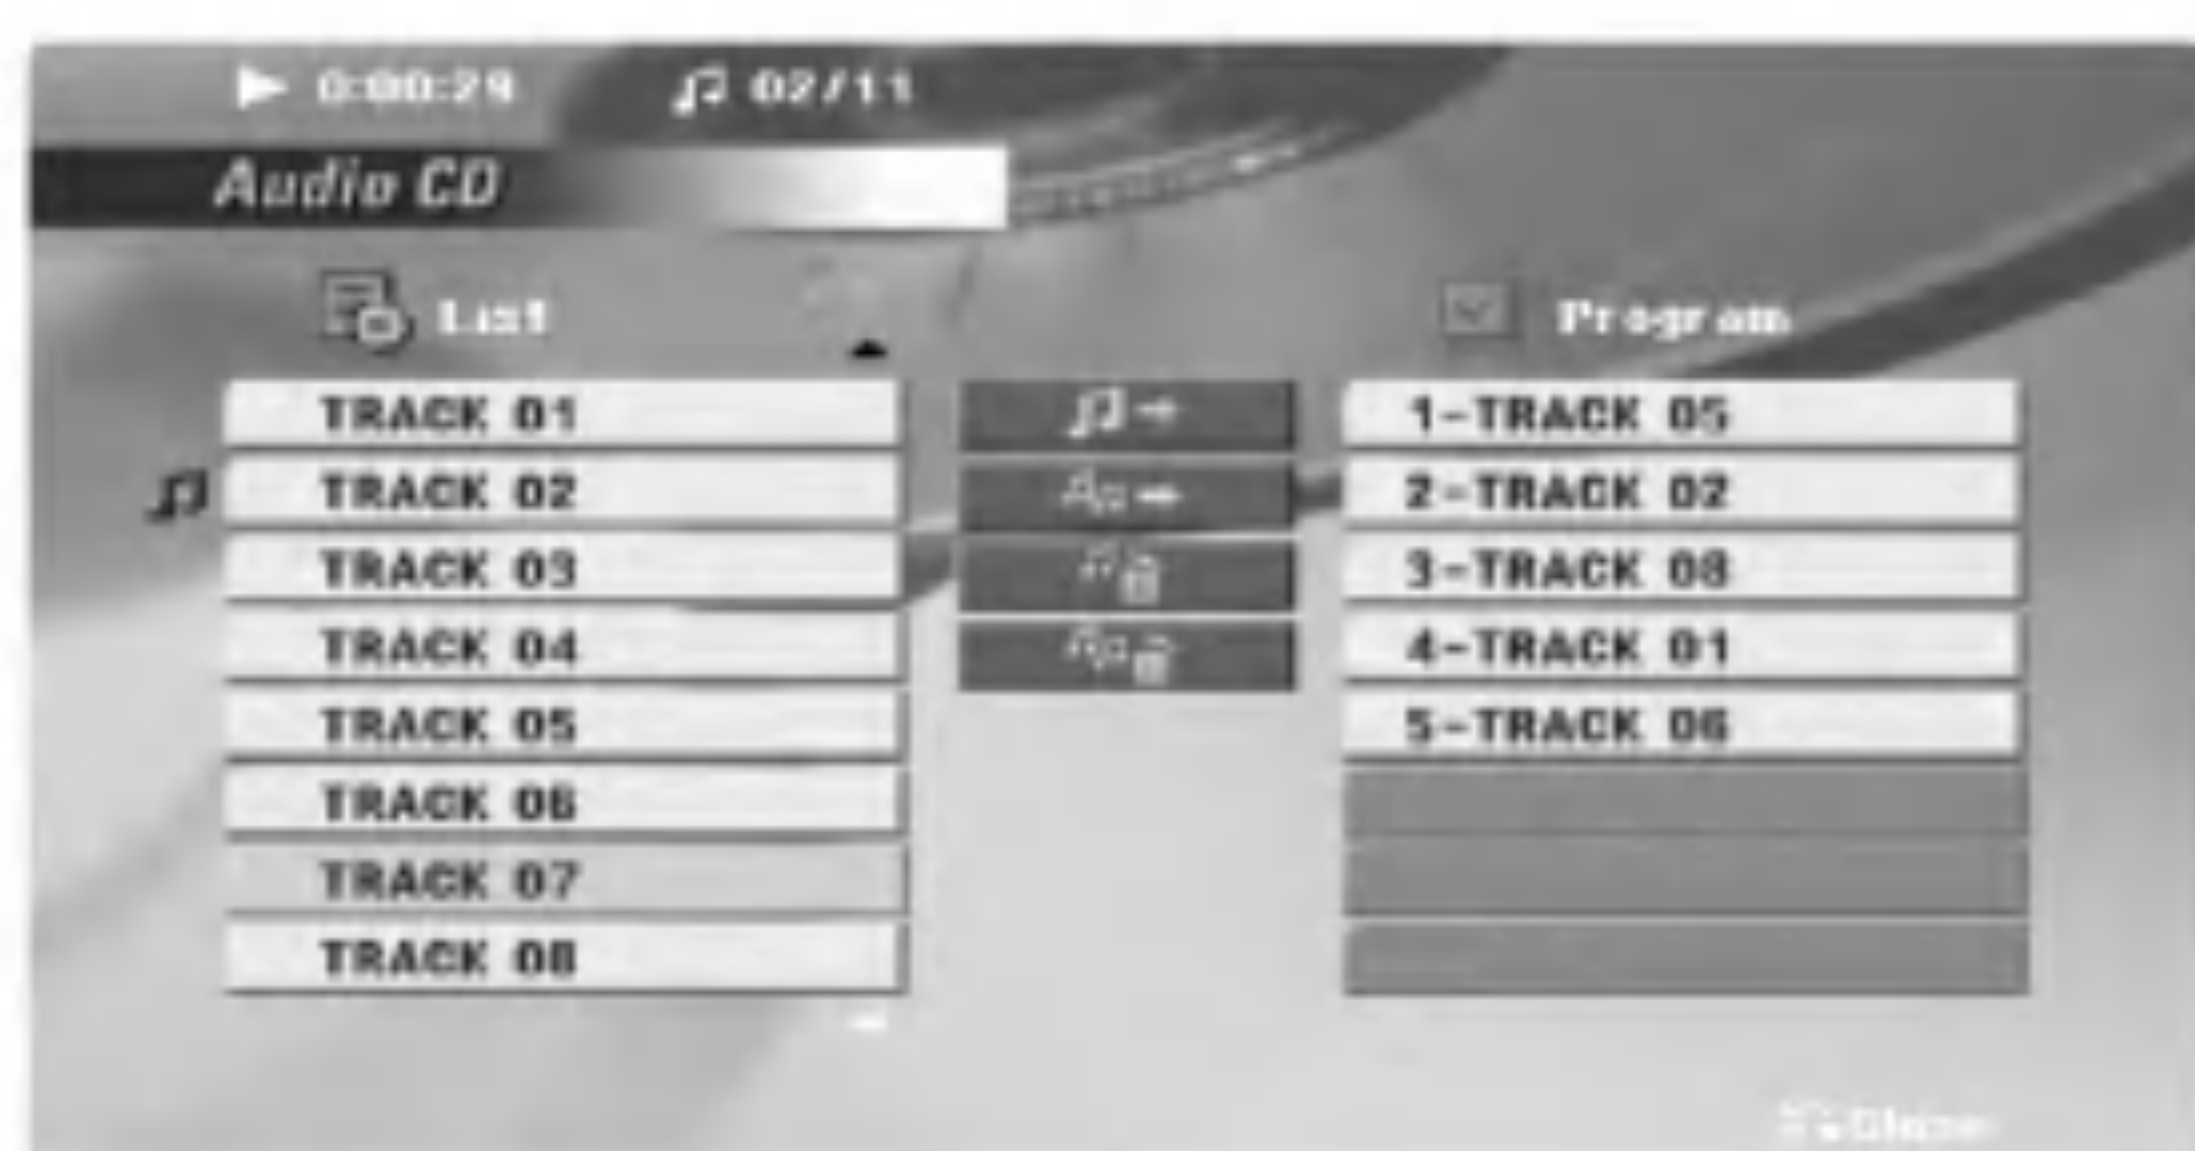 0:00:29 02/11
Audio CD
List
Program
TRACK 01
TRACK 02
TRACK 03
TRACK 04
TRACK 05
TRACK 06
TRACK 07
TRACK 08
1-TRACK 05
2-TRACK 02
3-TRACK 08
4-TRACK 01
5-TRACK 06